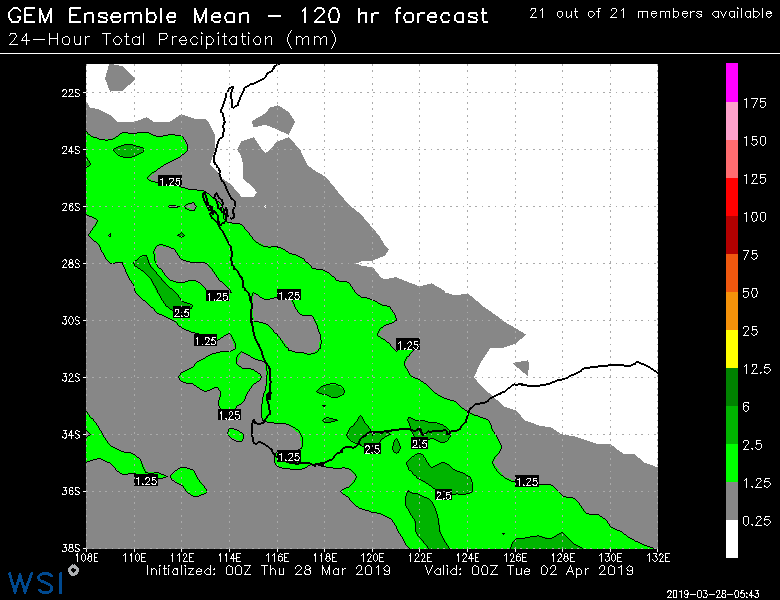 GEM Ensemble Mean - 120 hr forecast
21 out of 21 members available
24-Hour Total Precipitation (mm)
22S
24S
26S
28S
30S
32S
34S
36S
38S
1.25
1.25
1.25
2.5
1.25
1.25
1.25
2.5
2.5
1.25
1.25
1.25
2.5
108E 110E 112E 114E 116E 118E 120E 122E 124E 126E 128E 130E 132E
175
150
125
100
75
50
25
12.5
6
2.5
1.25
0.25
Initialized: 00Z Thu 28 Mar 2019 Valid: 00Z Tue 02 Apr 2019
WSI
2019-03-28-05:43